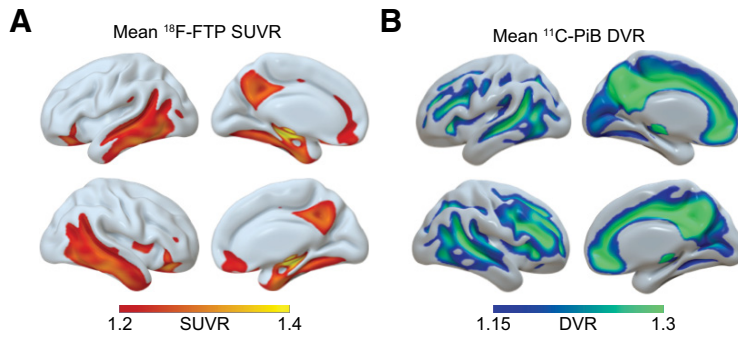 A
Mean ¹⁸F-FTP SUVR
B
Mean ¹¹C-PiB DVR
1.2 SUVR 1.4
1.15 DVR 1.3